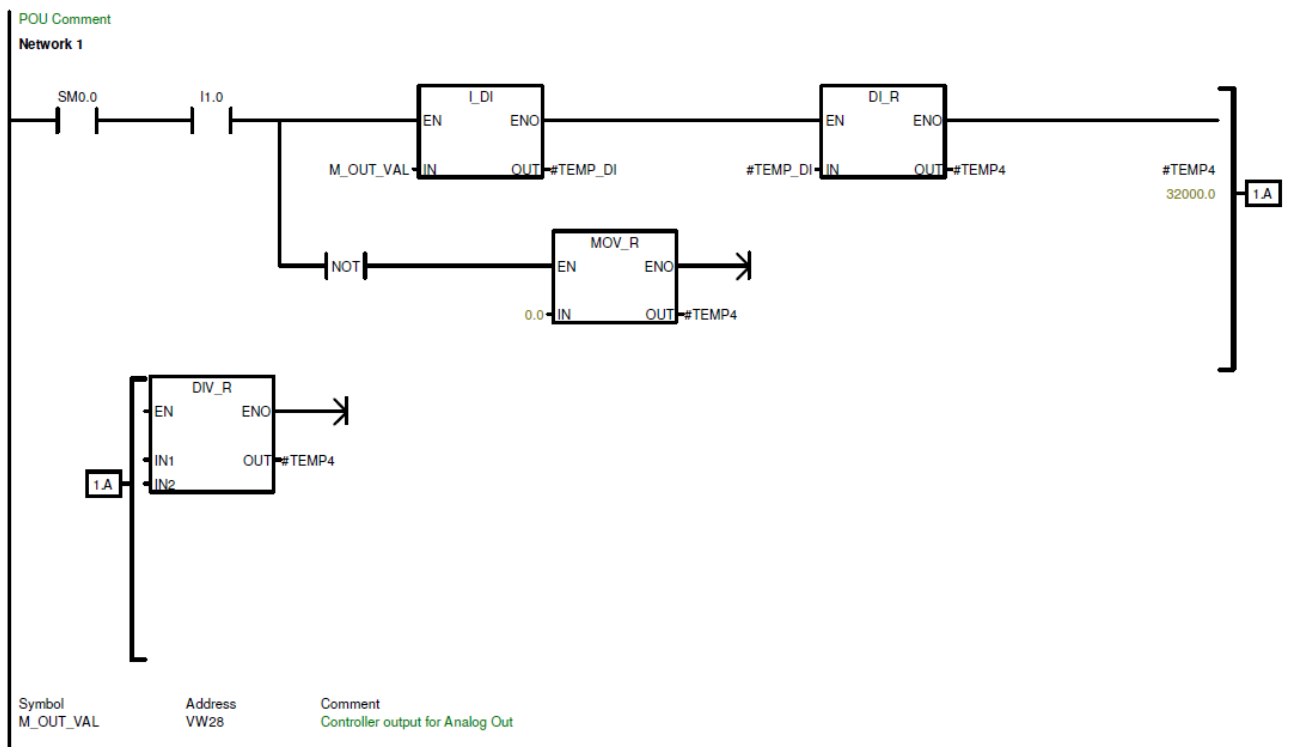 POU Comment
Network 1
SM0.0 I1.0 I_DI DI_R
EN ENO EN ENO
M_OUT_VAL IN OUT #TEMP_DI #TEMP_DI IN OUT #TEMP4 #TEMP4
32000.0 1.A
MOV_R
NOT EN ENO
0.0 IN OUT #TEMP4
DIV_R
EN ENO
IN1 OUT #TEMP4
1.A IN2
Symbol Address Comment
M_OUT_VAL VW28 Controller output for Analog Out